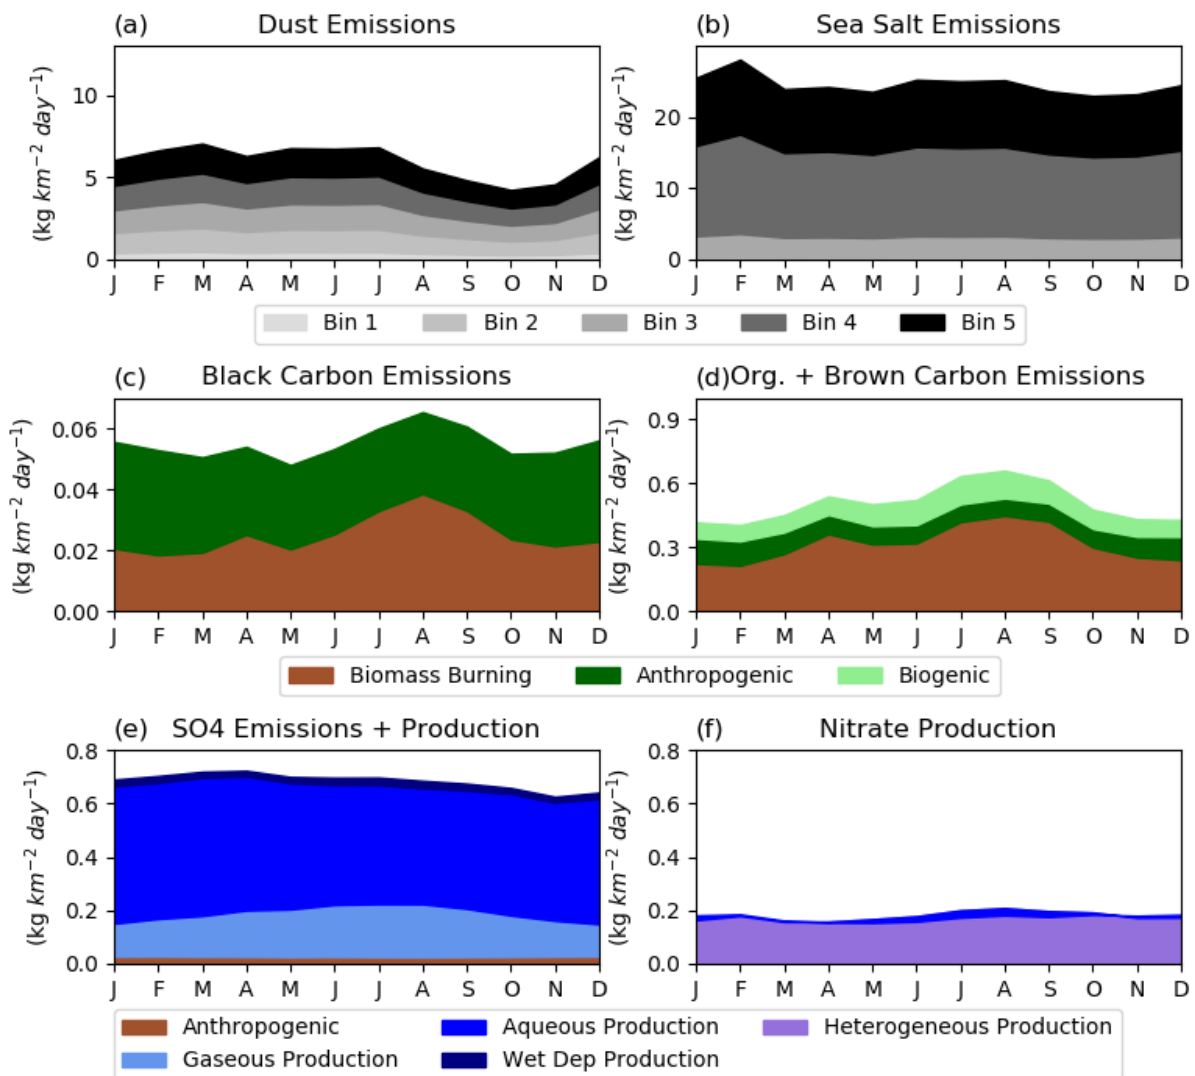 (a) Dust Emissions
(kg km⁻² day⁻¹)
10
5
0
J F M A M J J A S O N D
(b) Sea Salt Emissions
(kg km⁻² day⁻¹)
20
10
0
J F M A M J J A S O N D
Bin 1 Bin 2 Bin 3 Bin 4 Bin 5
(c) Black Carbon Emissions
(kg km⁻² day⁻¹)
0.06
0.04
0.02
0.00
J F M A M J J A S O N D
(d) Org. + Brown Carbon Emissions
(kg km⁻² day⁻¹)
0.9
0.6
0.3
0.0
J F M A M J J A S O N D
Biomass Burning Anthropogenic Biogenic
(e) SO4 Emissions + Production
(kg km⁻² day⁻¹)
0.8
0.6
0.4
0.2
0.0
J F M A M J J A S O N D
(f) Nitrate Production
(kg km⁻² day⁻¹)
0.8
0.6
0.4
0.2
0.0
J F M A M J J A S O N D
Anthropogenic Aqueous Production Heterogeneous Production
Gaseous Production Wet Dep Production